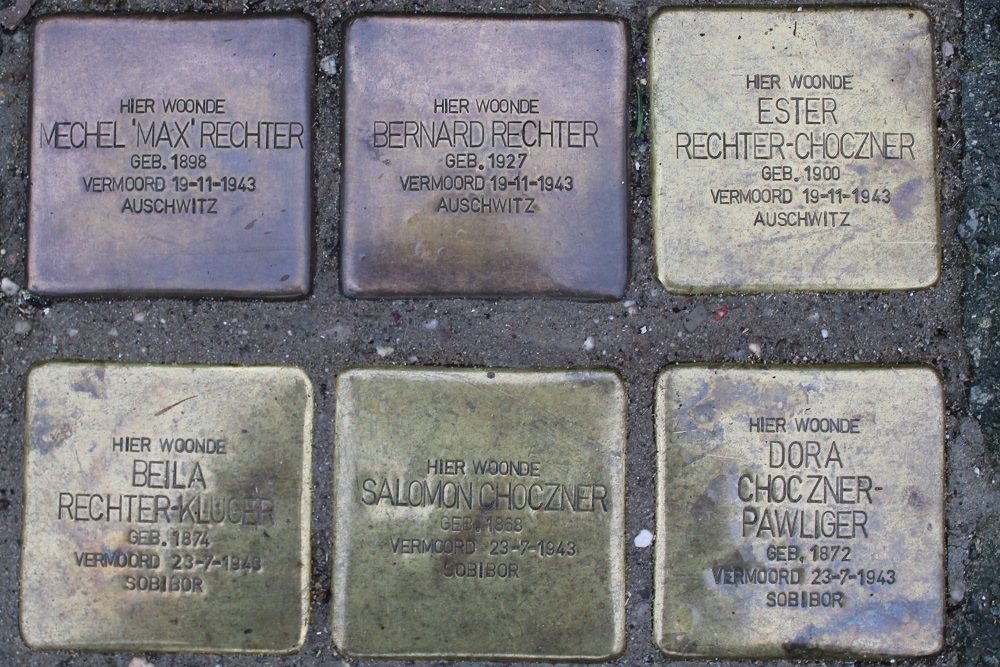 HIER WOONDE
MECHEL 'MAX' RECHTER
GEB. 1898
VERMOORD 19-11-1943
AUSCHWITZ
HIER WOONDE
BERNARD RECHTER
GEB. 1927
VERMOORD 19-11-1943
AUSCHWITZ
HIER WOONDE
ESTER
RECHTER-CHOCZNER
GEB. 1900
VERMOORD 19-11-1943
AUSCHWITZ
HIER WOONDE
BEILA
RECHTER-KLUGER
GEB. 1874
VERMOORD 23-7-1943
SOBIBOR
HIER WOONDE
SALOMON CHOCZNER
GEB. 1868
VERMOORD 23-7-1943
SOBIBOR
HIER WOONDE
DORA
CHOCZNER-
PAWLIGER
GEB. 1872
VERMOORD 23-7-1943
SOBIBOR